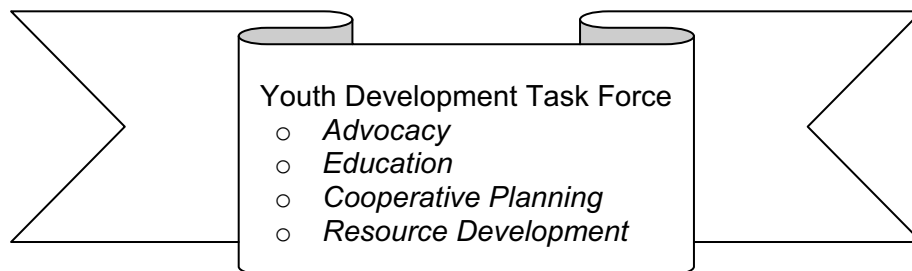 Youth Development Task Force
o Advocacy
o Education
o Cooperative Planning
o Resource Development